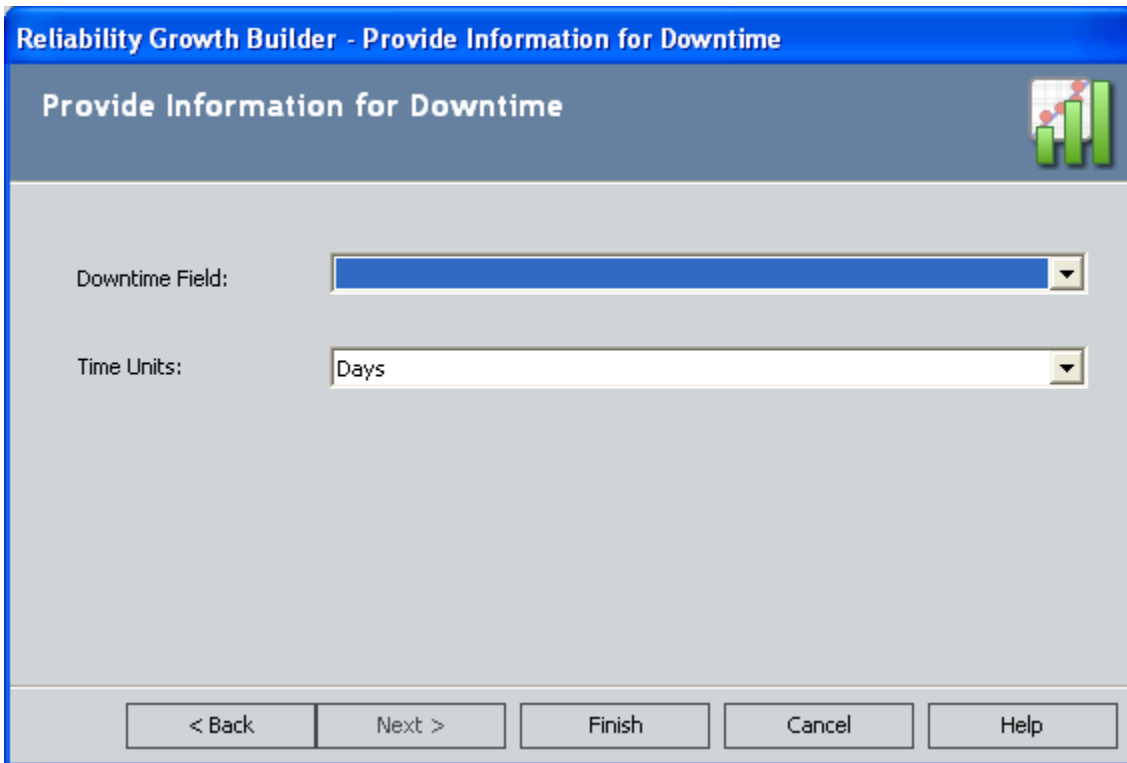 Reliability Growth Builder - Provide Information for Downtime
Provide Information for Downtime
Downtime Field:
Time Units: Days
< Back Next > Finish Cancel Help